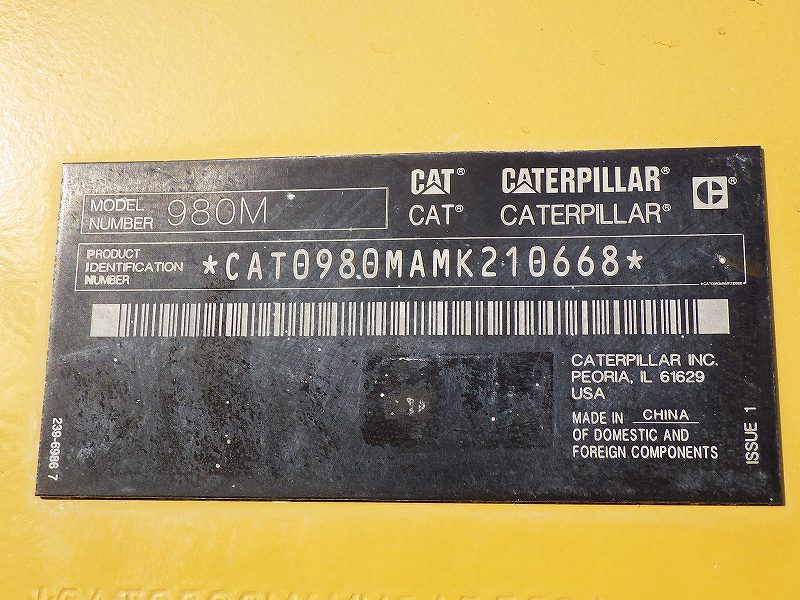 CAT® CATERPILLAR®
CAT® CATERPILLAR® C®
MODEL NUMBER 980M
PRODUCT IDENTIFICATION NUMBER *CAT0980MAMK210668*
CATERPILLAR INC.
PEORIA, IL 61629
USA
MADE IN CHINA
OF DOMESTIC AND
FOREIGN COMPONENTS
239-6986 7
ISSUE 1